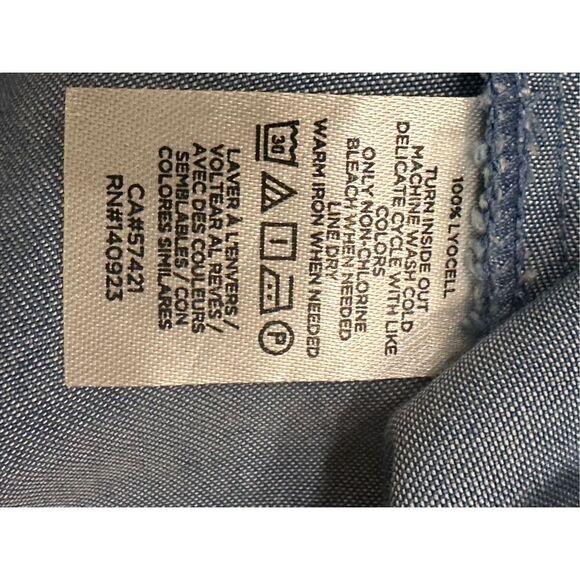 100% LYOCELL
TURN INSIDE OUT
MACHINE WASH COLD
DELICATE CYCLE WITH LIKE
COLORS
ONLY NON-CHLORINE
BLEACH WHEN NEEDED
LINE DRY
WARM IRON WHEN NEEDED
30
P
LAVER À L'ENVERS /
VOLTEAR AL REVÉS /
AVEC DES COULEURS
SEMBLABLES / CON
COLORES SIMILARES
CA#57421
RN#140923